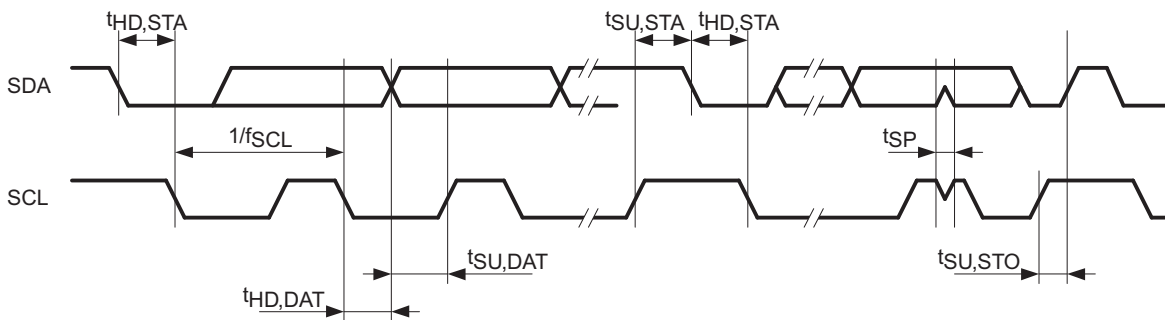 tHD,STA tSU,STA tHD,STA
SDA
1/fSCL tSP
SCL
tSU,DAT tSU,STO
tHD,DAT